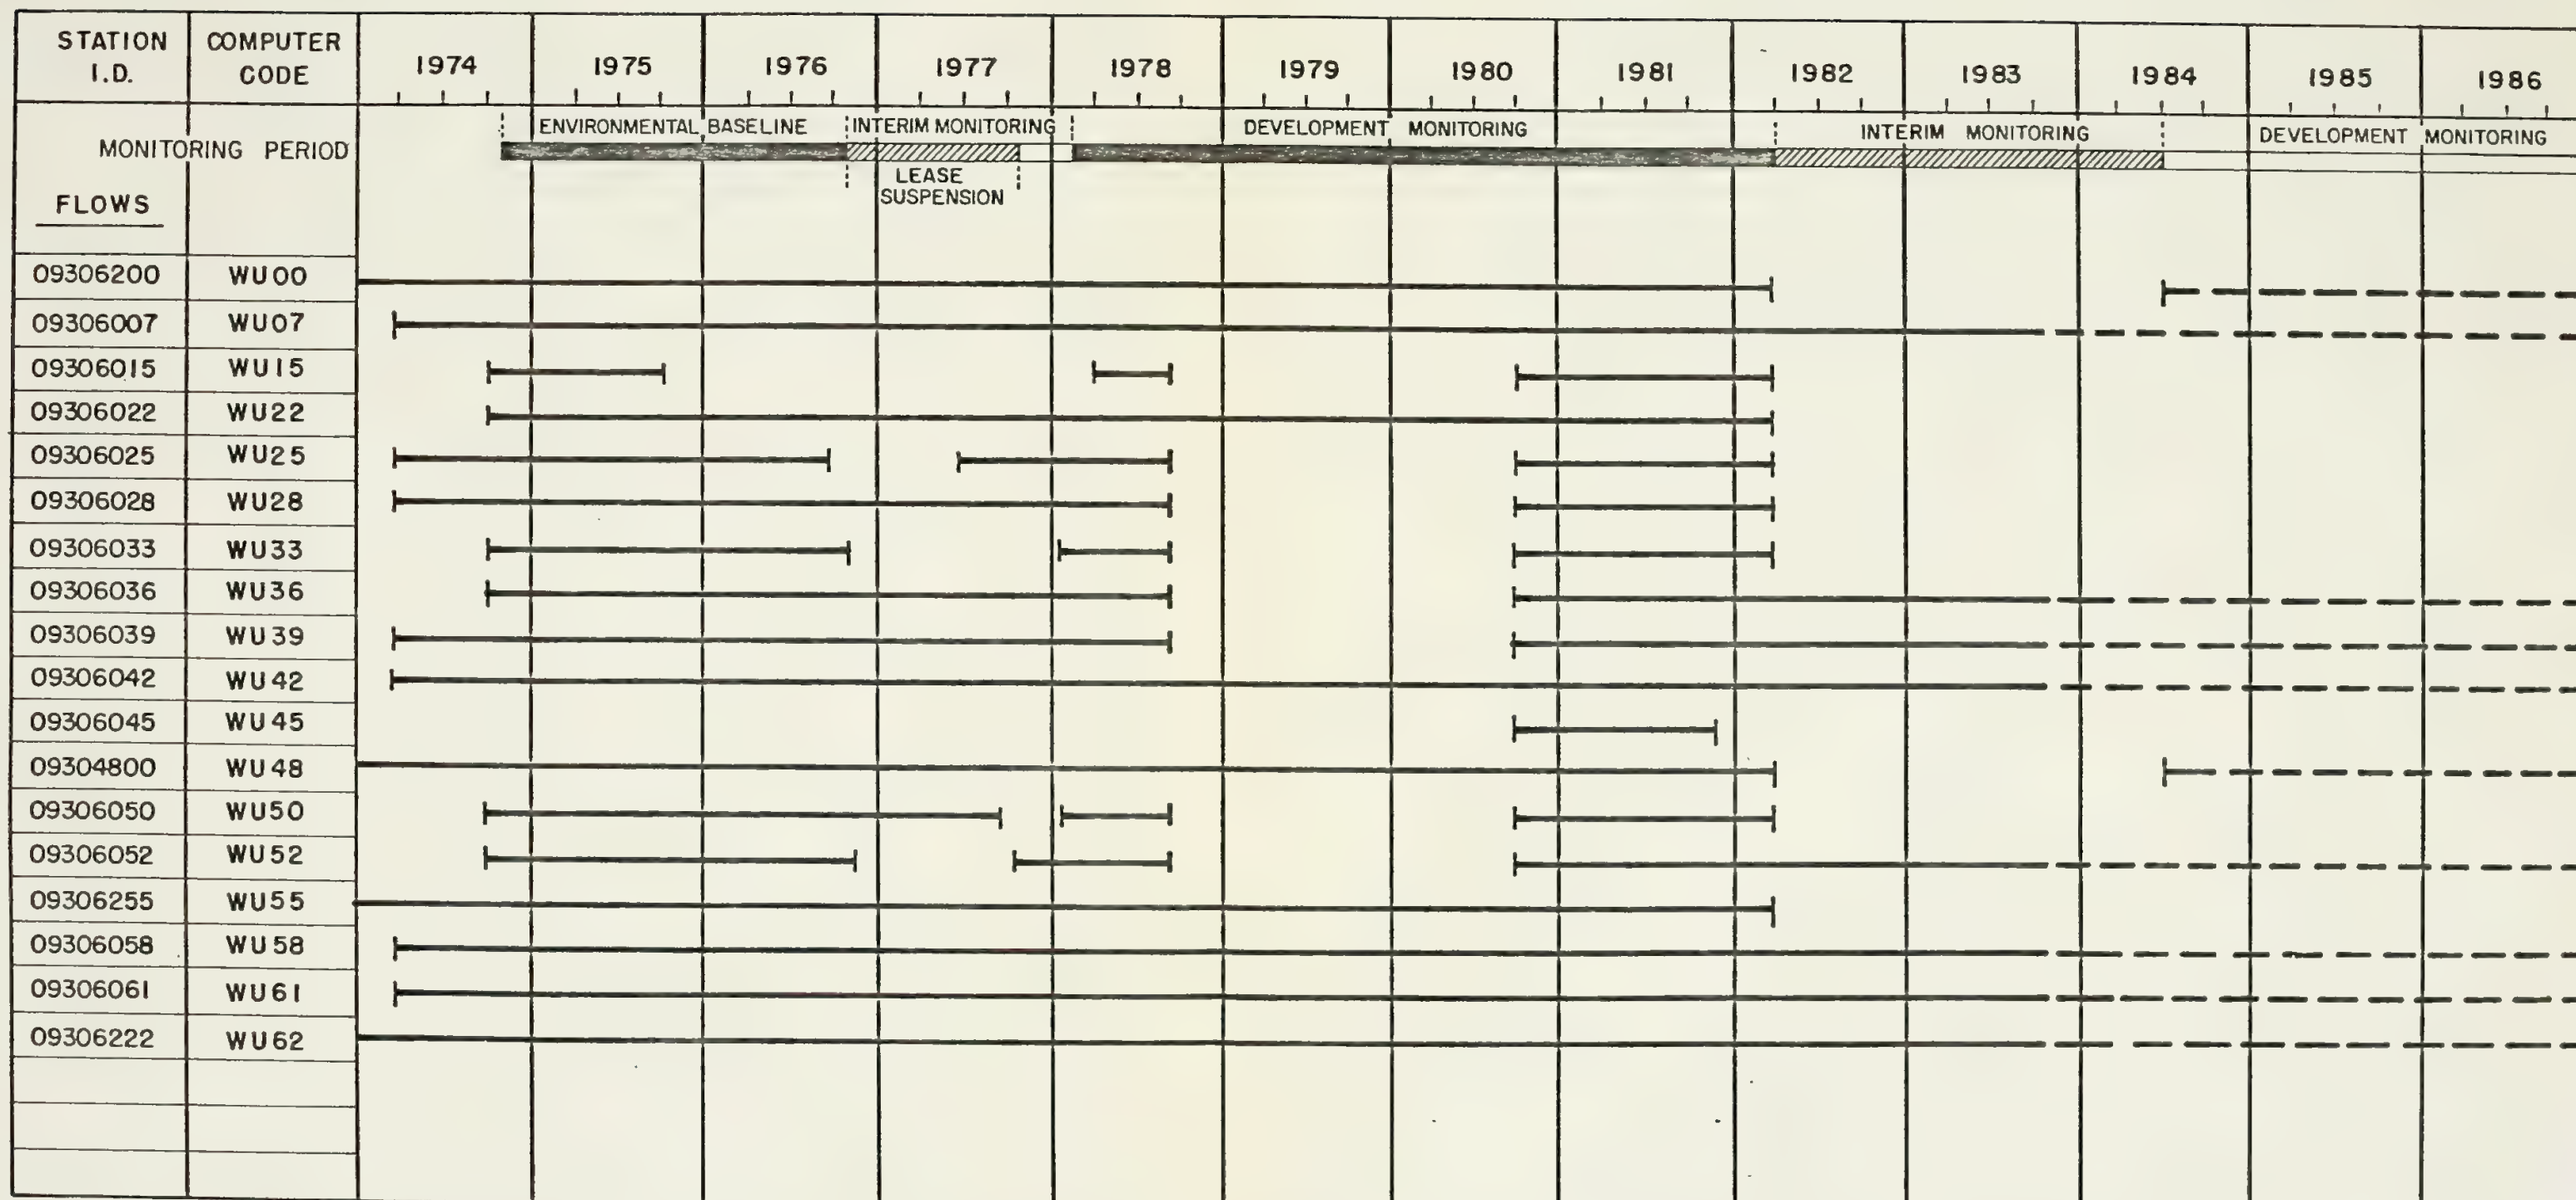 STATION I.D. COMPUTER CODE 1974 1975 1976 1977 1978 1979 1980 1981 1982 1983 1984 1985 1986
MONITORING PERIOD
ENVIRONMENTAL BASELINE INTERIM MONITORING DEVELOPMENT MONITORING INTERIM MONITORING DEVELOPMENT MONITORING
LEASE
SUSPENSION
FLOWS
09306200 WU00
09306007 WU07
09306015 WU15
09306022 WU22
09306025 WU25
09306028 WU28
09306033 WU33
09306036 WU36
09306039 WU39
09306042 WU42
09306045 WU45
09304800 WU48
09306050 WU50
09306052 WU52
09306255 WU55
09306058 WU58
09306061 WU61
09306222 WU62